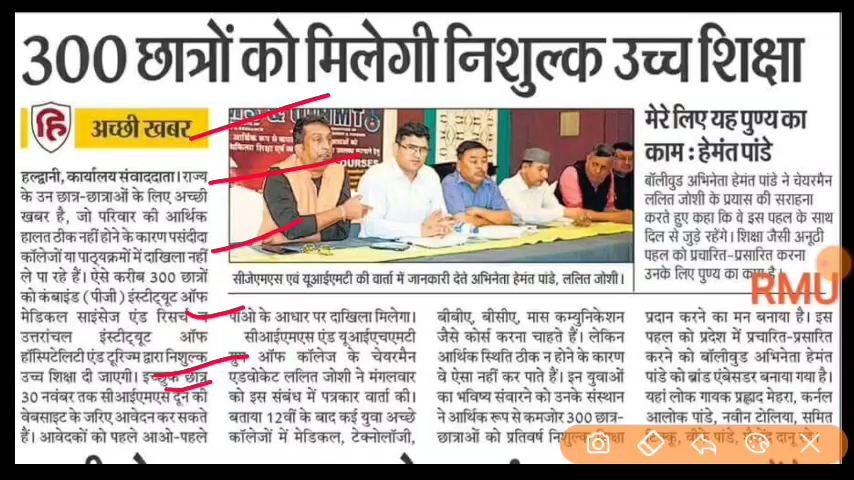 300 छात्रों को मिलेगी निशुल्क उच्च शिक्षा
हि
अच्छी खबर
हल्द्वानी, कार्यालय संवाददाता। राज्य
के उन छात्र-छात्राओं के लिए अच्छी
खबर है, जो परिवार की आर्थिक
हालत ठीक नहीं होने के कारण पसंदीदा
कॉलेजों या पाठ्यक्रमों में दाखिला नहीं
ले पा रहे हैं। ऐसे करीब 300 छात्रों
को कंबाईंड (पीजी) इंस्टीट्यूट ऑफ
मेडिकल साइंसेज एंड रिसर्च
उत्तरांचल इंस्टीट्यूट ऑफ
हॉस्पिटेलिटी एंड टूरिज्म द्वारा निशुल्क
उच्च शिक्षा दी जाएगी। इच्छुक छात्र
30 नवंबर तक सीआईएमएस दून की
वेबसाइट के जरिए आवेदन कर सकते
हैं। आवेदकों को पहले आओ-पहले
COURSES
सीजेएमएस एवं यूआईएमटी की वार्ता में जानकारी देते अभिनेता हेमंत पांडे, ललित जोशी।
पाओ के आधार पर दाखिला मिलेगा।
सीआईएमएस एंड यूआईएचएमटी
ग्रुप ऑफ कॉलेज के चेयरमैन
एडवोकेट ललित जोशी ने मंगलवार
को इस संबंध में पत्रकार वार्ता की।
बताया 12वीं के बाद कई युवा अच्छे
कॉलेजों में मेडिकल, टेक्नोलॉजी,
बीबीए, बीसीए, मास कम्युनिकेशन
जैसे कोर्स करना चाहते हैं। लेकिन
आर्थिक स्थिति ठीक न होने के कारण
वे ऐसा नहीं कर पाते हैं। इन युवाओं
का भविष्य संवारने को उनके संस्थान
ने आर्थिक रूप से कमजोर 300 छात्र-
छात्राओं को प्रतिवर्ष निशुल्क शिक्षा
मेरे लिए यह पुण्य का
काम : हेमंत पांडे
बॉलीवुड अभिनेता हेमंत पांडे ने चेयरमैन
ललित जोशी के प्रयास की सराहना
करते हुए कहा कि वे इस पहल के साथ
दिल से जुड़े रहेंगे। शिक्षा जैसी अनूठी
पहल को प्रचारित-प्रसारित करना
उनके लिए पुण्य का काम है।
RMU
प्रदान करने का मन बनाया है। इस
पहल को प्रदेश में प्रचारित-प्रसारित
करने को बॉलीवुड अभिनेता हेमंत
पांडे को ब्रांड एंबेसडर बनाया गया है।
यहां लोक गायक प्रह्लाद मेहरा, कर्नल
आलोक पांडे, नवीन टोलिया, समित